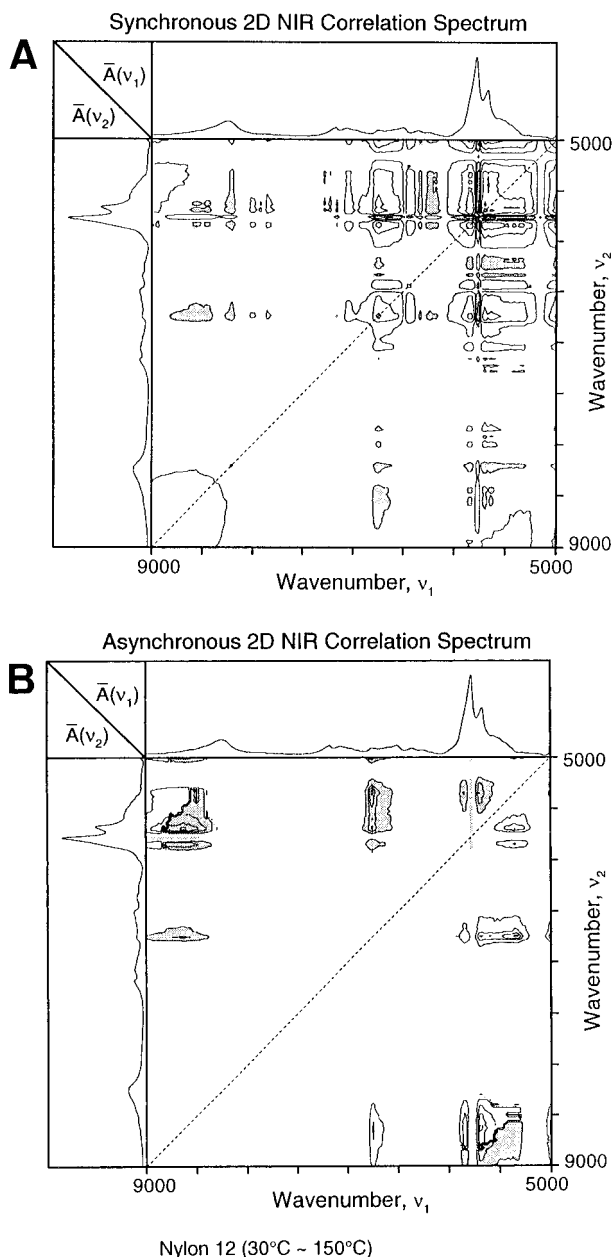 Synchronous 2D NIR Correlation Spectrum
A
A̅(ν₁)
A̅(ν₂)
5000
Wavenumber, ν₂
9000
9000
5000
Wavenumber, ν₁
Asynchronous 2D NIR Correlation Spectrum
B
A̅(ν₁)
A̅(ν₂)
5000
Wavenumber, ν₂
9000
9000
5000
Wavenumber, ν₁
Nylon 12 (30°C ~ 150°C)